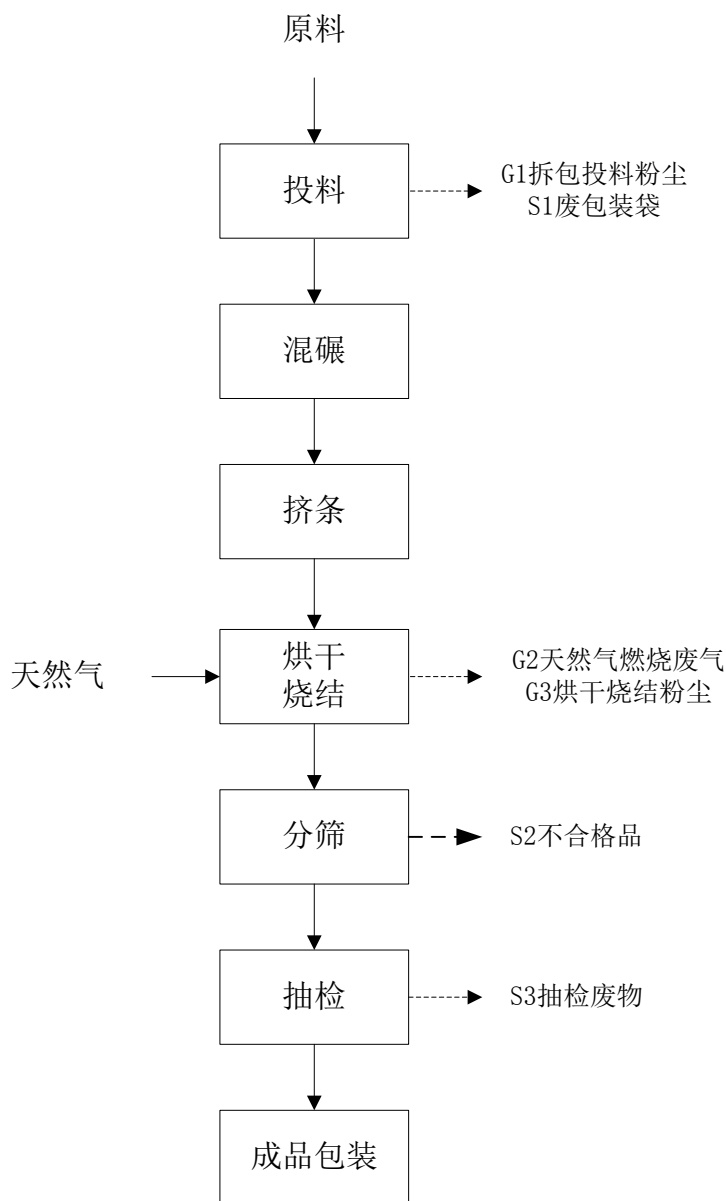 原料
投料
G1拆包投料粉尘
S1废包装袋
混碾
挤条
天然气
烘干
烧结
G2天然气燃烧废气
G3烘干烧结粉尘
分筛
S2不合格品
抽检
S3抽检废物
成品包装